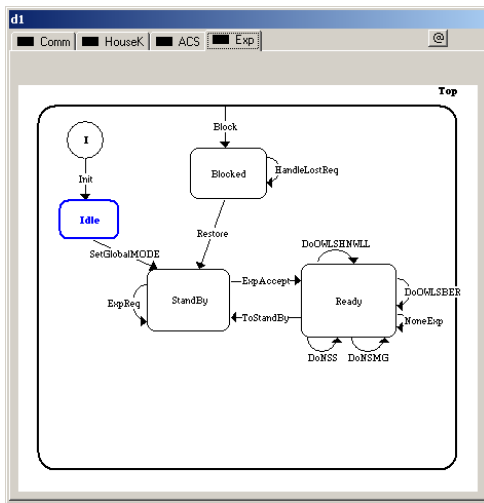 d1
Comm HouseK ACS Exp @
Top
Block
I
HandleLostReq
Blocked
Init
Idle
Restore
DoOWLSHNWLL
SetGlobalMODE
ExpAccept
DoOWLSBER
ExpReq
StandBy
Ready
ToStandBy
NoneExp
DoNSS
DoNSMG